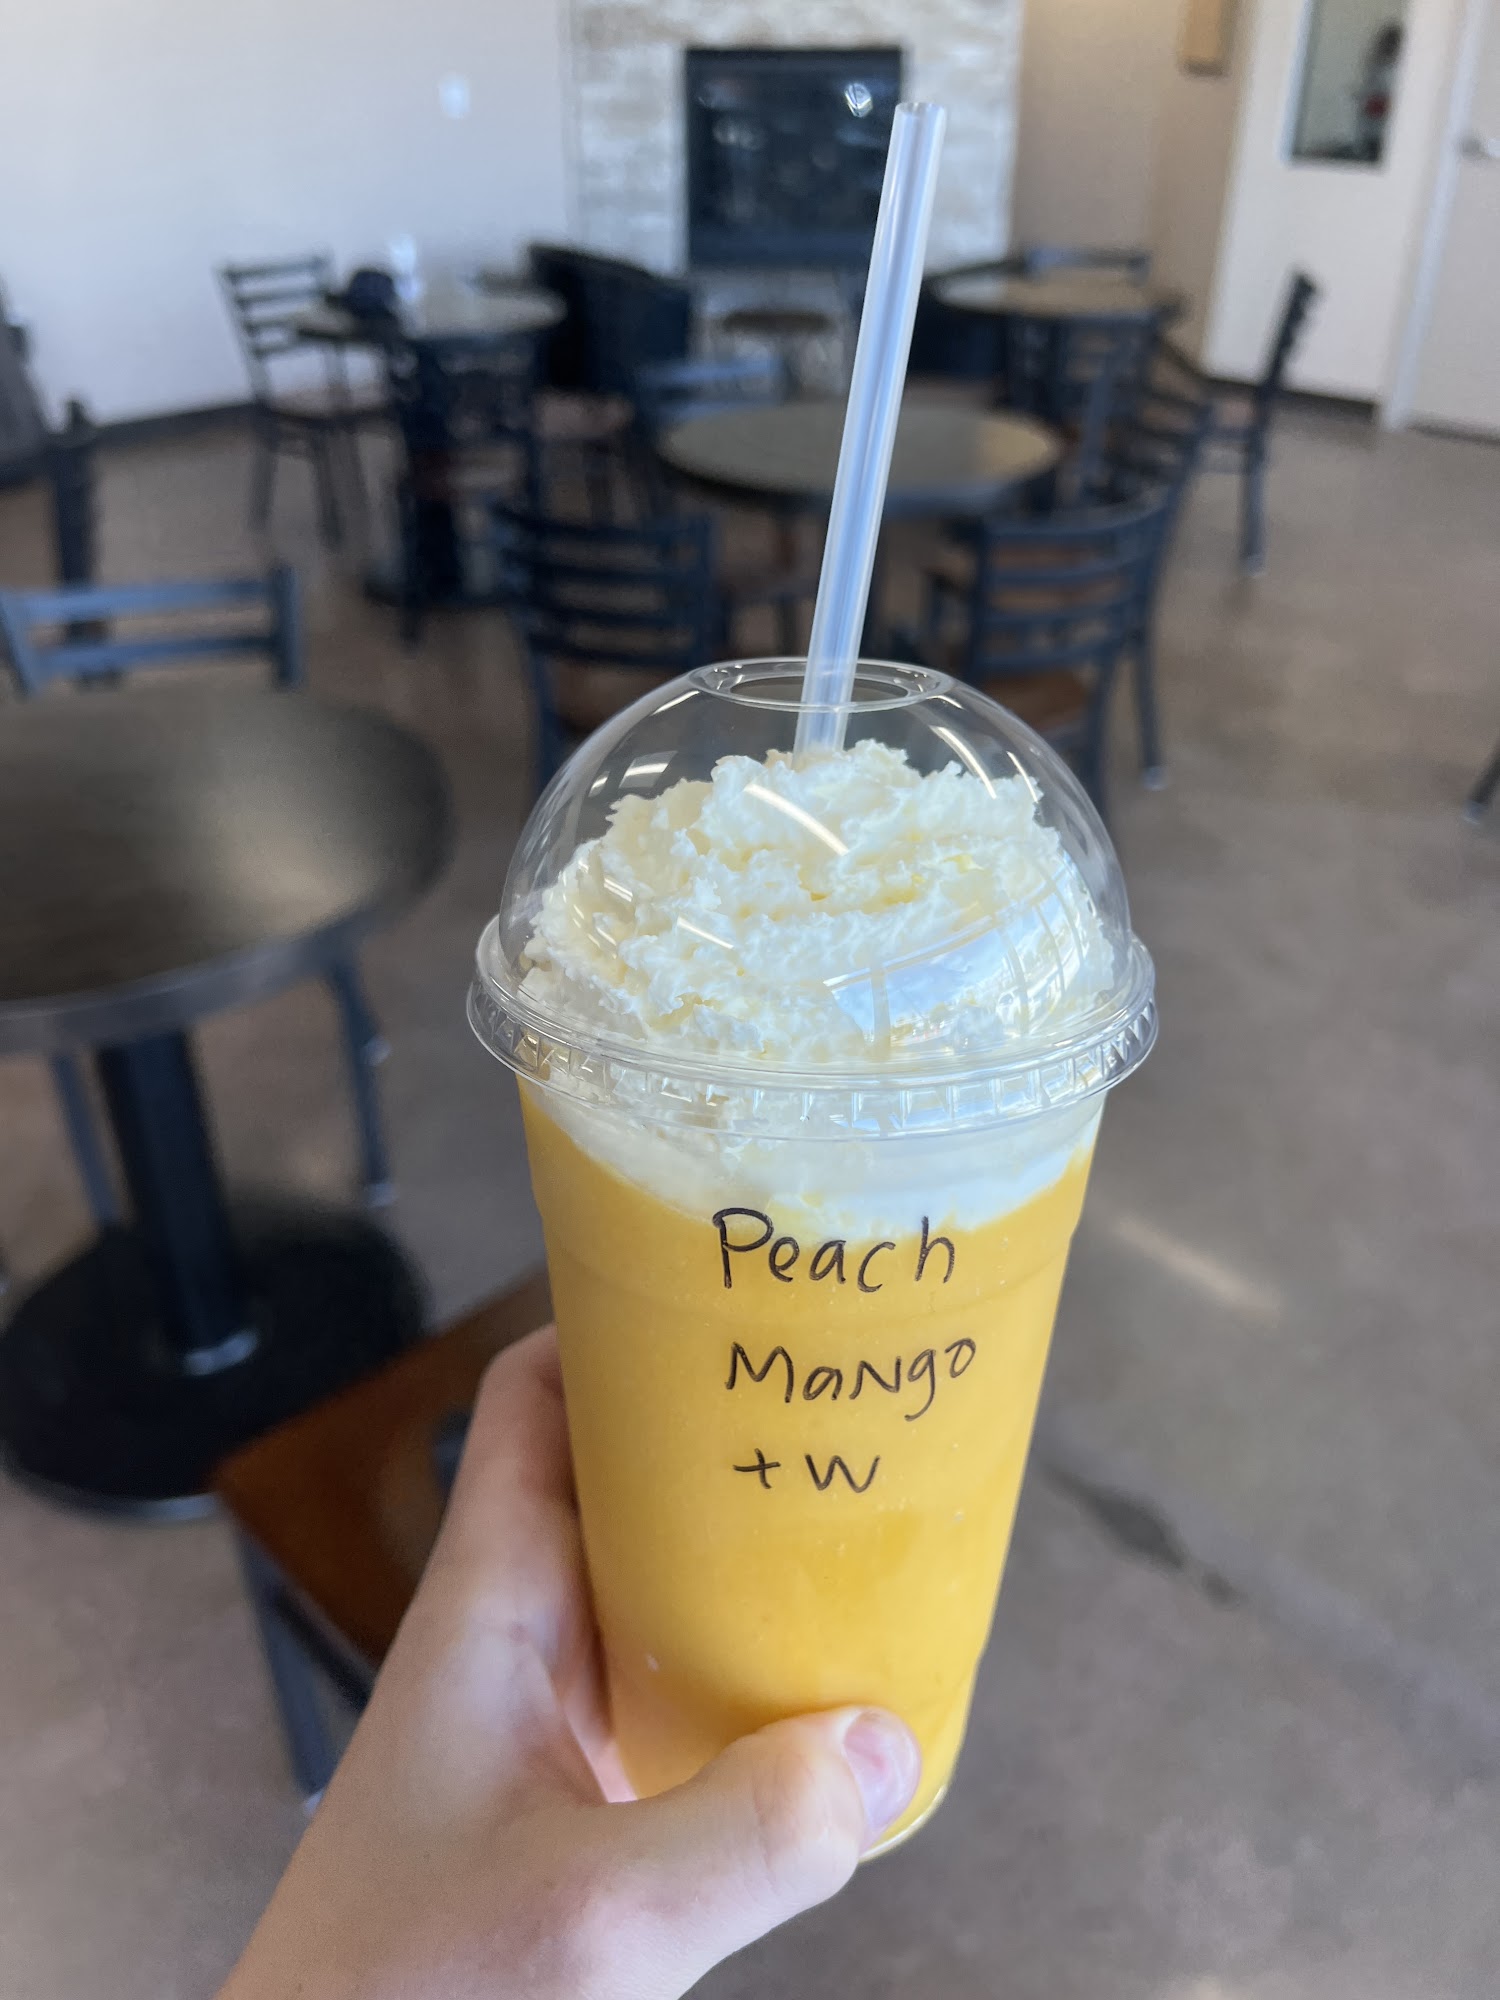 Peach
Mango
+ W